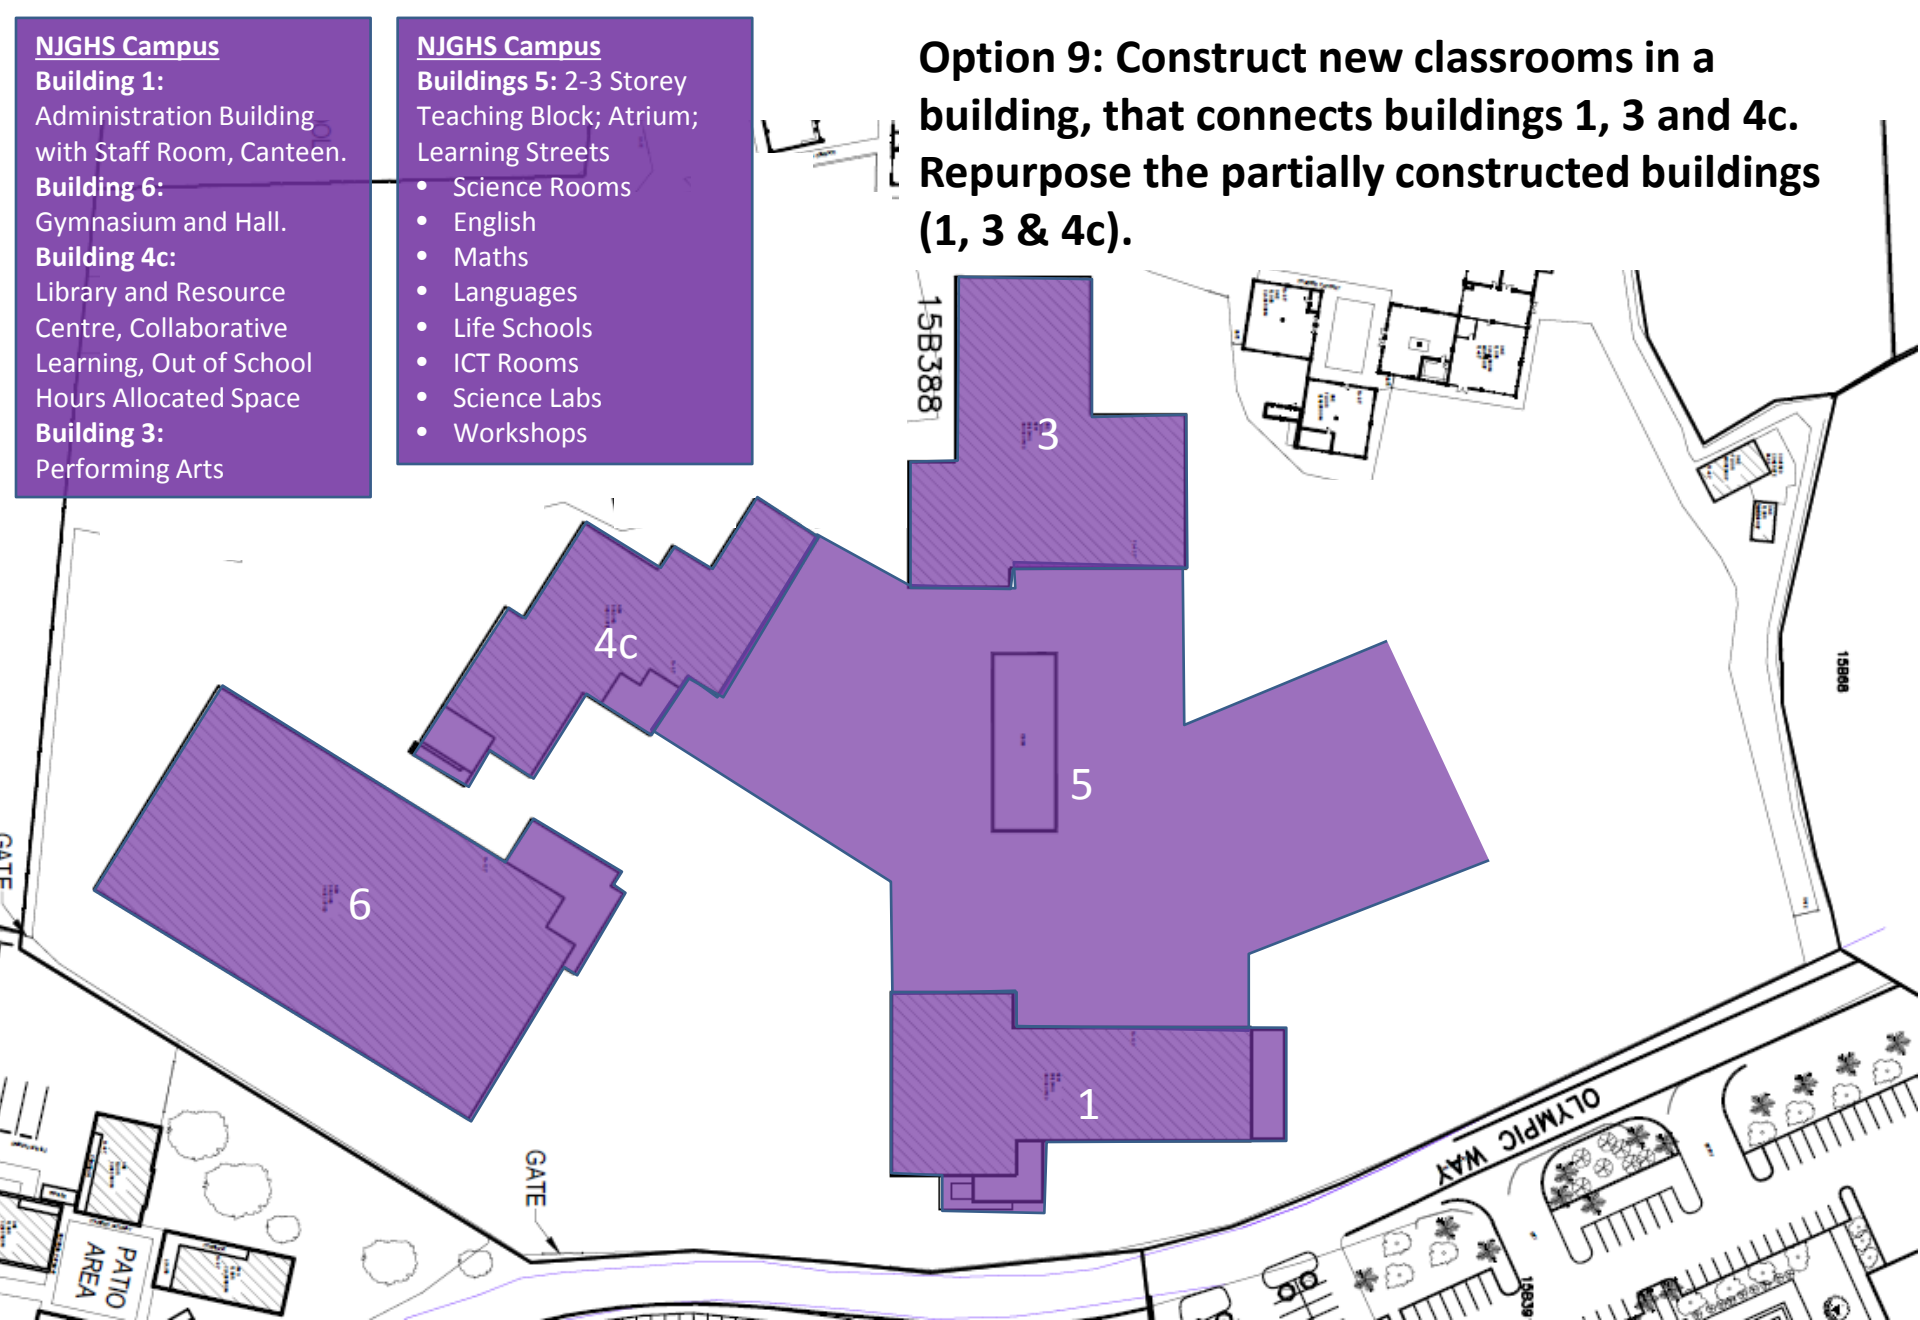 NJGHS Campus
Building 1:
Administration Building
with Staff Room, Canteen.
Building 6:
Gymnasium and Hall.
Building 4c:
Library and Resource
Centre, Collaborative
Learning, Out of School
Hours Allocated Space
Building 3:
Performing Arts
NJGHS Campus
Buildings 5: 2-3 Storey
Teaching Block; Atrium;
Learning Streets
• Science Rooms
• English
• Maths
• Languages
• Life Schools
• ICT Rooms
• Science Labs
• Workshops
Option 9: Construct new classrooms in a
building, that connects buildings 1, 3 and 4c.
Repurpose the partially constructed buildings
(1, 3 & 4c).
15B388
3
4c
15B68
5
6
GATE
1
OLYMPIC WAY
GATE
PATIO
AREA
15B39